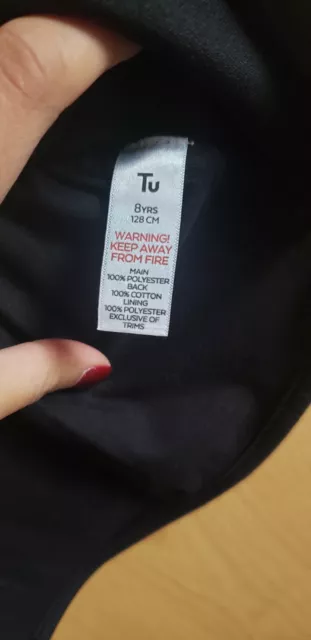 Tu
8YRS
128 CM
WARNING!
KEEP AWAY
FROM FIRE
MAIN
100% POLYESTER
BACK
100% COTTON
LINING
100% POLYESTER
EXCLUSIVE OF
TRIMS